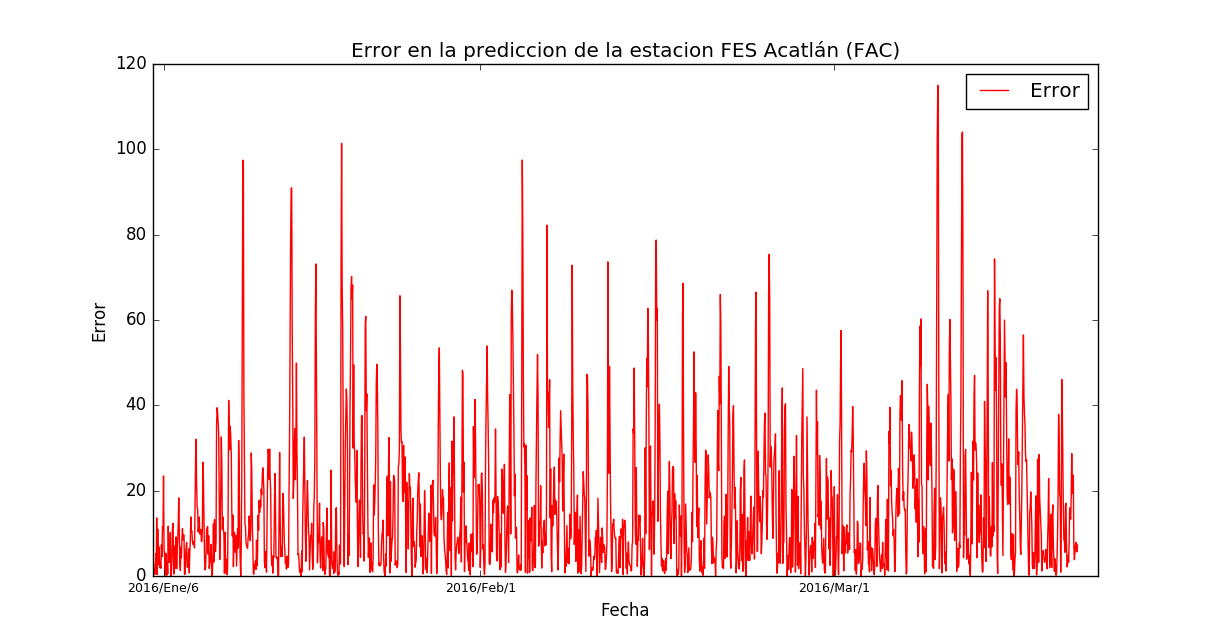 Error en la prediccion de la estacion FES Acatlán (FAC)
Error
120
100
80
60
40
20
0
Error
2016/Ene/6
2016/Feb/1
2016/Mar/1
Fecha